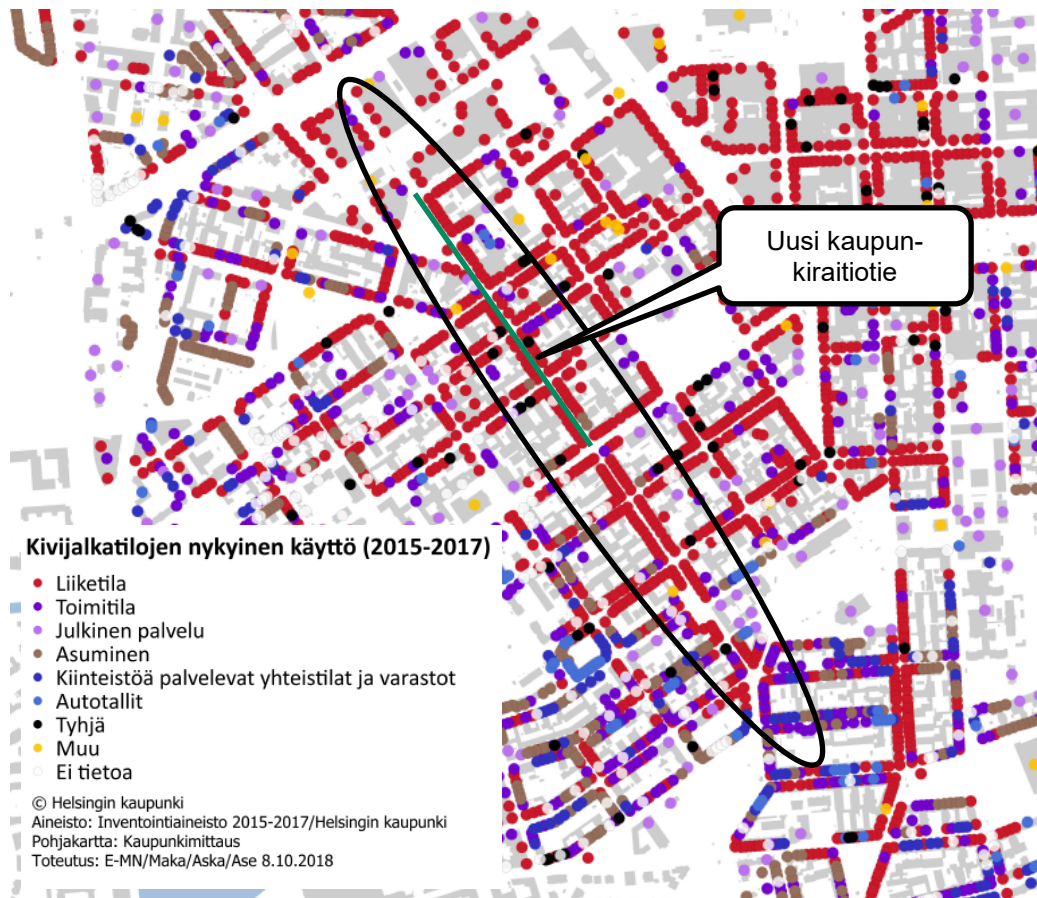 Uusi kaupun-
kiraitiotie
Kivijalkatilojen nykyinen käyttö (2015-2017)
Liiketila
Toimitila
Julkinen palvelu
Asuminen
Kiinteistöä palvelevat yhteistilat ja varastot
Autotallit
Tyhjä
Muu
Ei tietoa
© Helsingin kaupunki
Aineisto: Inventointiaineisto 2015-2017/Helsingin kaupunki
Pohjakartta: Kaupunkimittaus
Toteutus: E-MN/Maka/Aska/Ase 8.10.2018